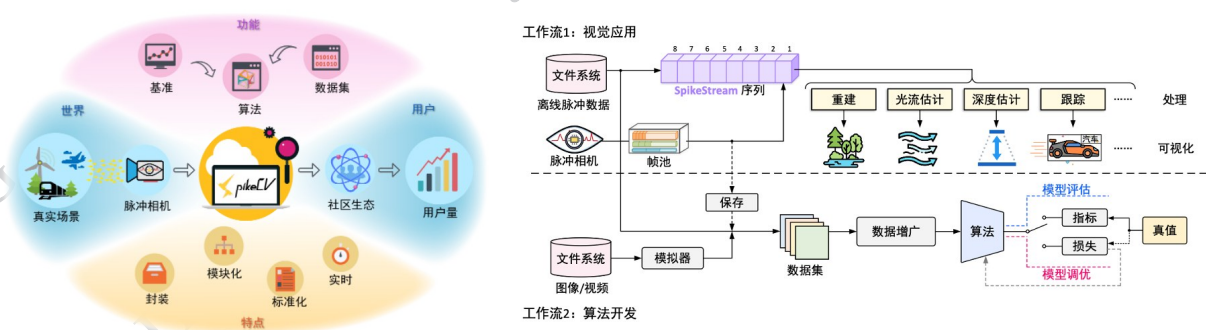 功能
基准
算法
数据集
010101
001010
世界
用户
真实场景
脉冲相机
SpikeCV
社区生态
用户量
封装
模块化
标准化
实时
特点
工作流1：视觉应用
文件系统
离线脉冲数据
8 7 6 5 4 3 2 1
SpikeStream 序列
脉冲相机
帧池
重建
光流估计
深度估计
跟踪
......
处理
汽车
......
可视化
保存
文件系统
图像/视频
模拟器
数据集
数据增广
算法
模型评估
指标
损失
模型调优
真值
工作流2：算法开发